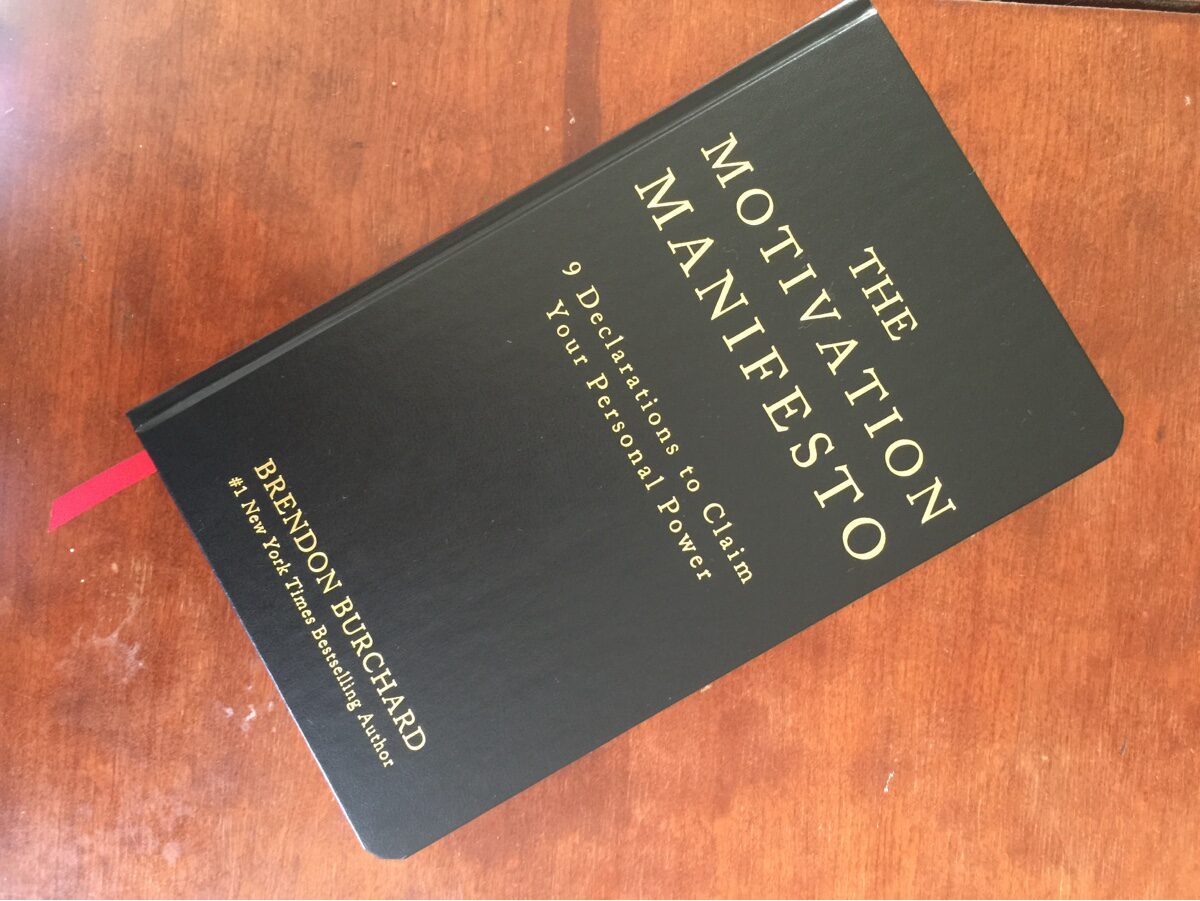 THE
MOTIVATION
MANIFESTO
9 Declarations to Claim
Your Personal Power
BRENDON BURCHARD
#1 New York Times Bestselling Author